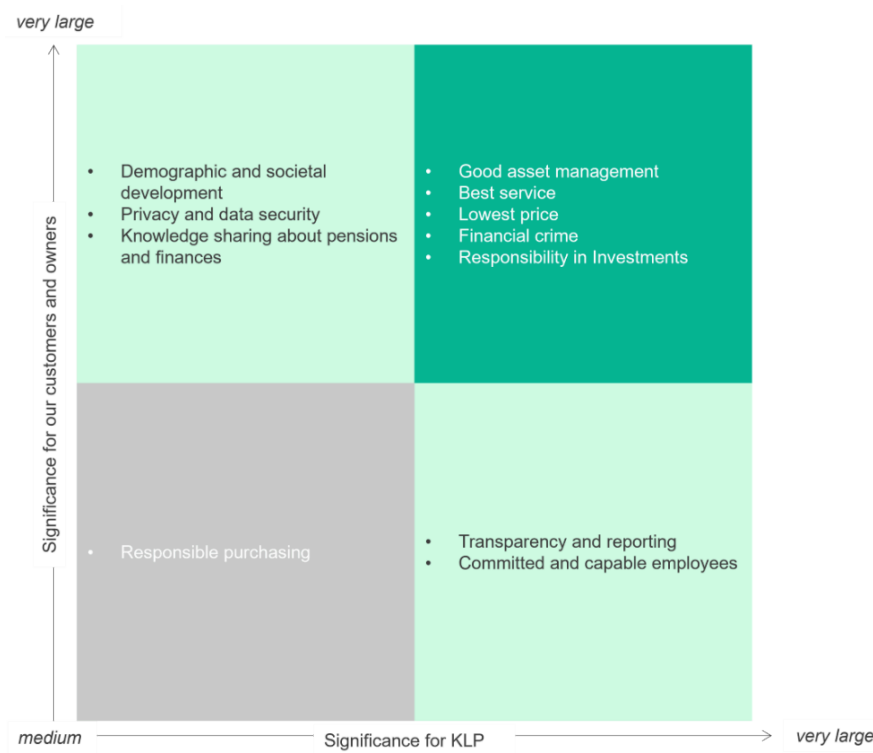 very large
Significance for our customers and owners
• Demographic and societal
development
• Privacy and data security
• Knowledge sharing about pensions
and finances
• Good asset management
• Best service
• Lowest price
• Financial crime
• Responsibility in Investments
• Responsible purchasing
• Transparency and reporting
• Committed and capable employees
medium
Significance for KLP
very large